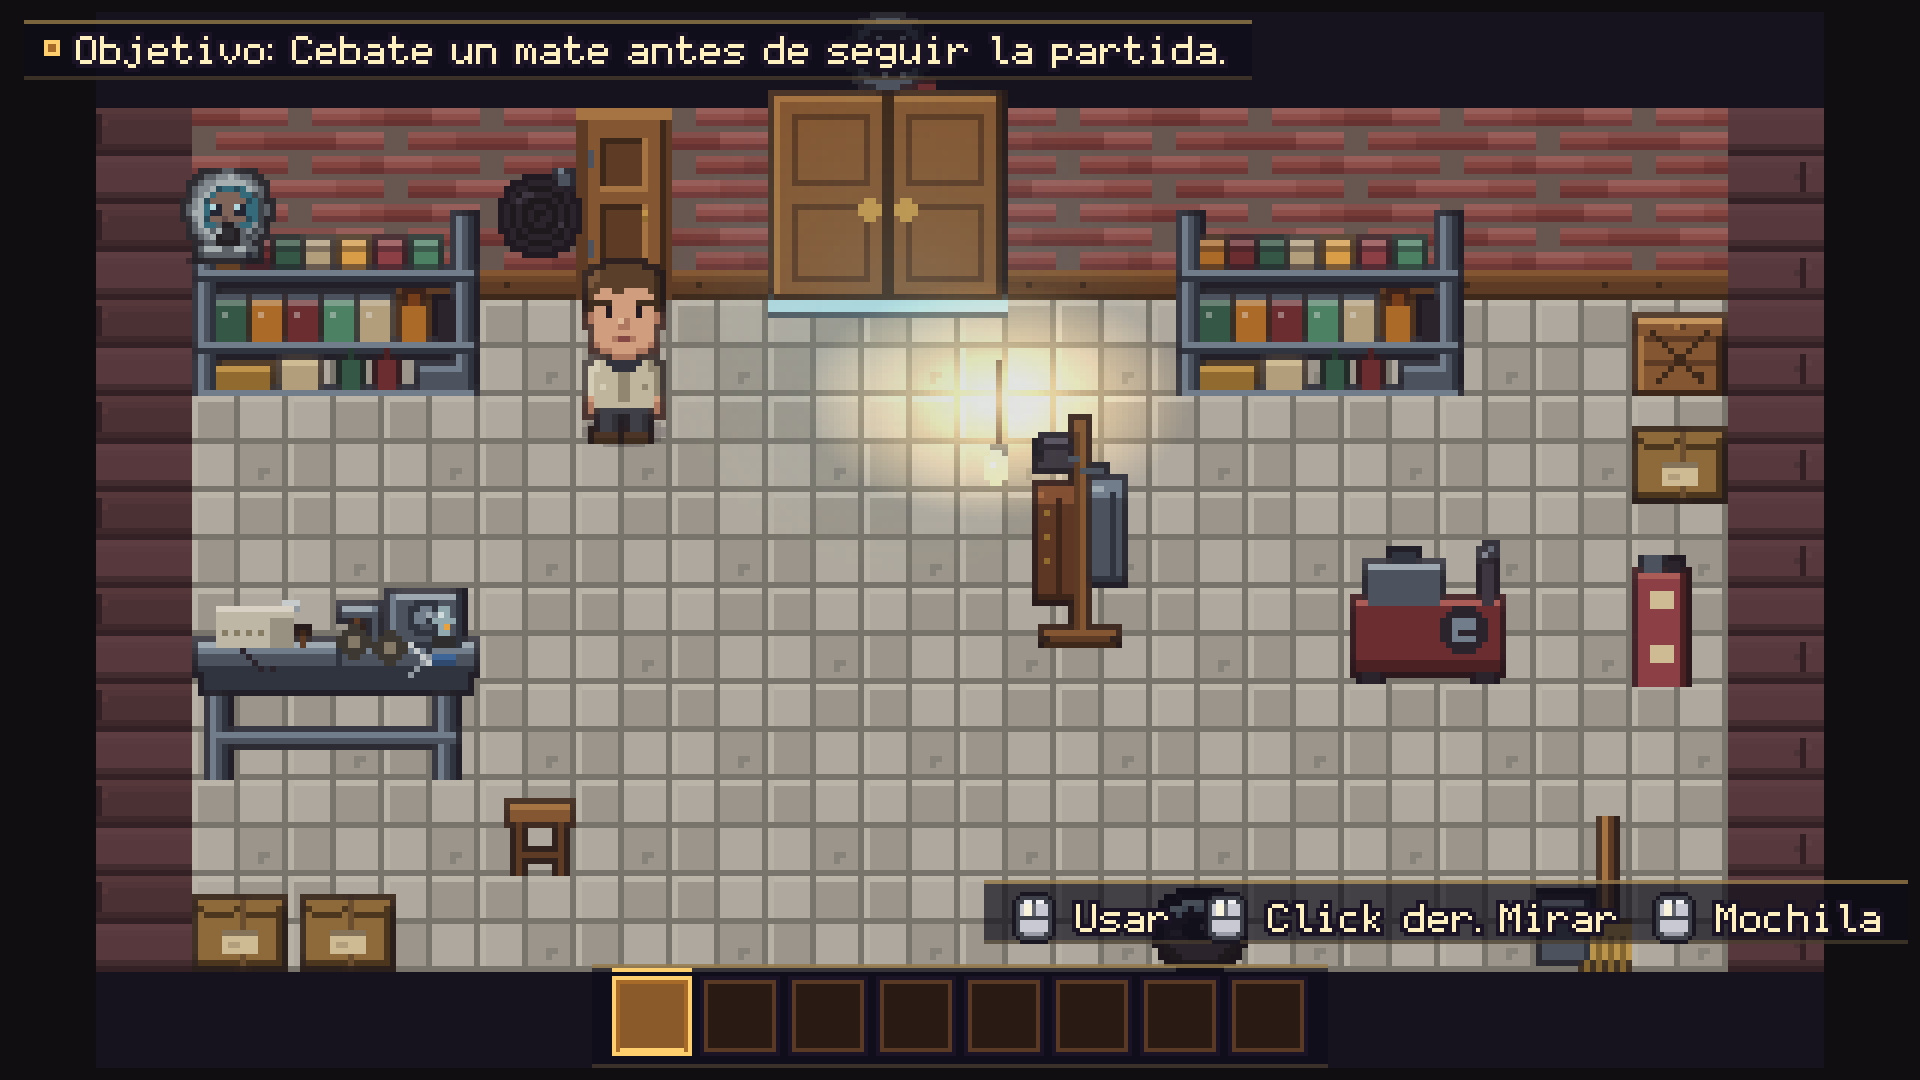 Objetivo: Cebate un mate antes de seguir la partida.
Usar Click der. Mirar Mochila